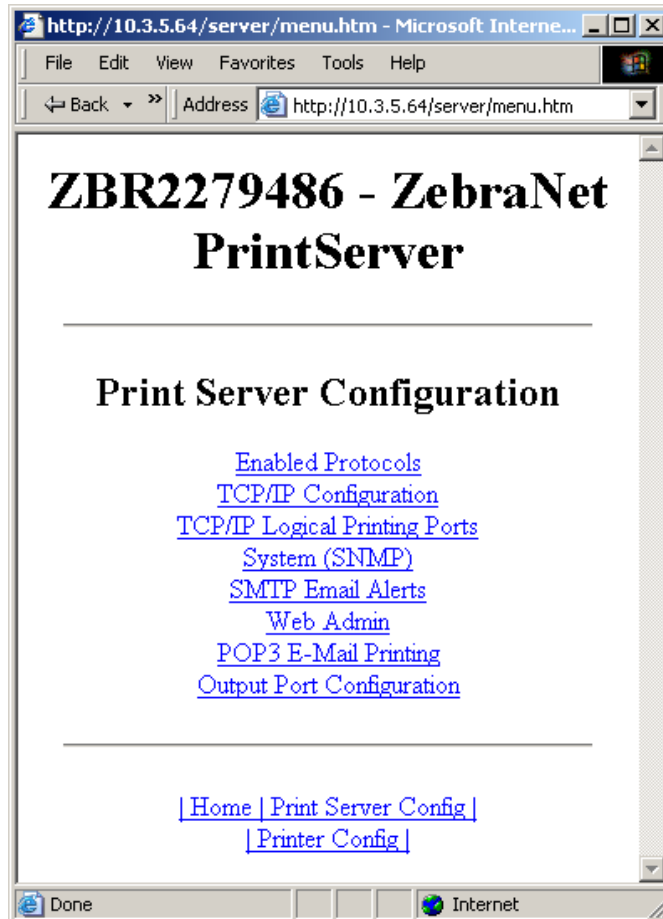 http://10.3.5.64/server/menu.htm - Microsoft Interne...
File Edit View Favorites Tools Help
Back » Address http://10.3.5.64/server/menu.htm
ZBR2279486 - ZebraNet
PrintServer
Print Server Configuration
Enabled Protocols
TCP/IP Configuration
TCP/IP Logical Printing Ports
System (SNMP)
SMTP Email Alerts
Web Admin
POP3 E-Mail Printing
Output Port Configuration
| Home | Print Server Config |
| Printer Config |
Done Internet